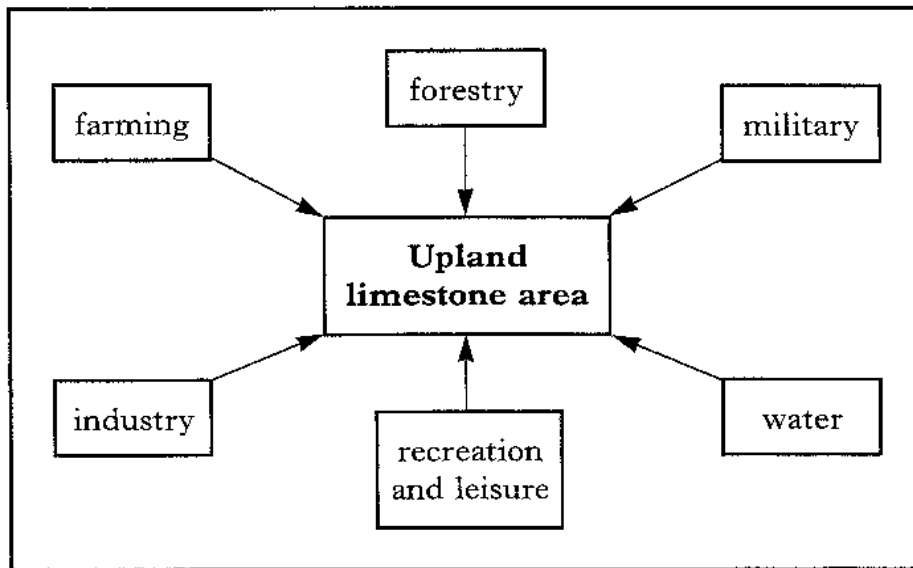 farming
forestry
military
Upland
limestone area
industry
recreation
and leisure
water